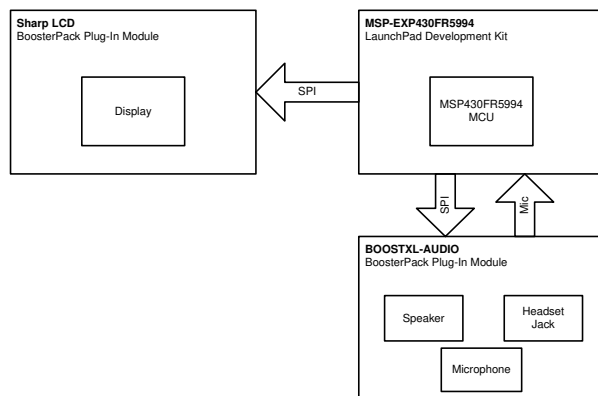 Sharp LCD
BoosterPack Plug-In Module
Display
SPI
MSP-EXP430FR5994
LaunchPad Development Kit
MSP430FR5994
MCU
SPI
Mic
BOOSTXL-AUDIO
BoosterPack Plug-In Module
Speaker
Headset
Jack
Microphone